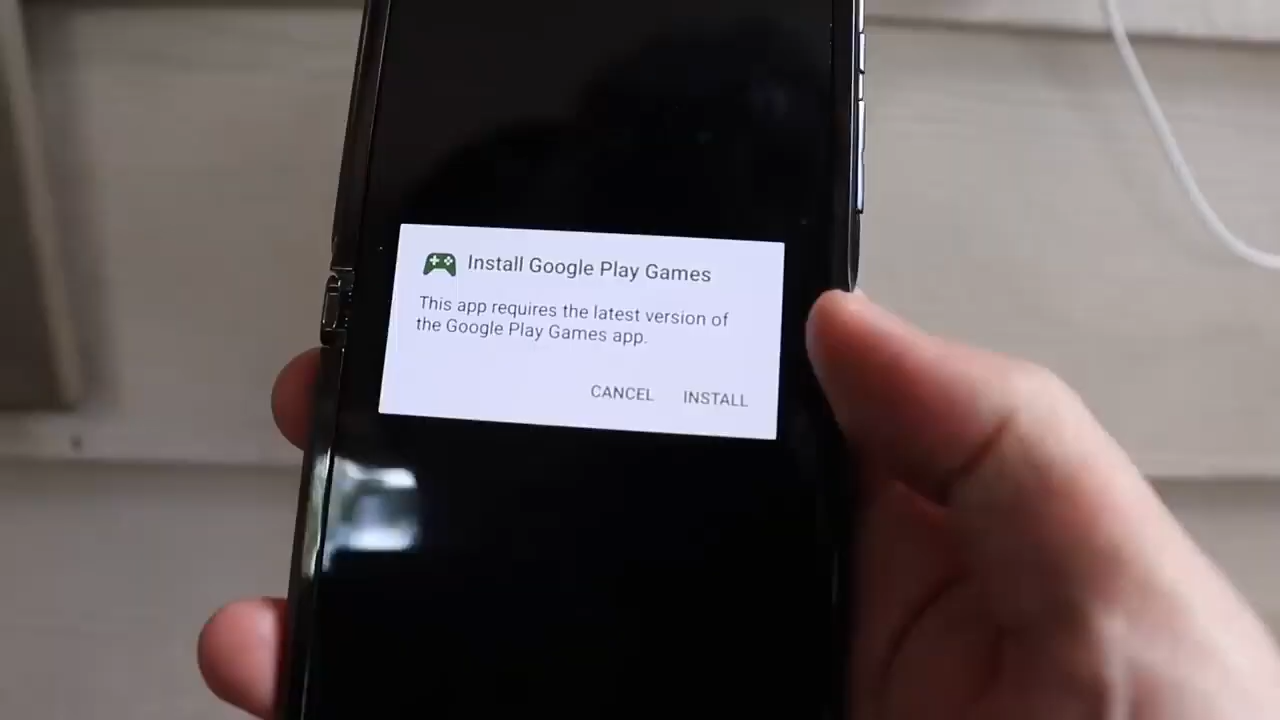 Install Google Play Games
This app requires the latest version of
the Google Play Games app.
CANCEL INSTALL